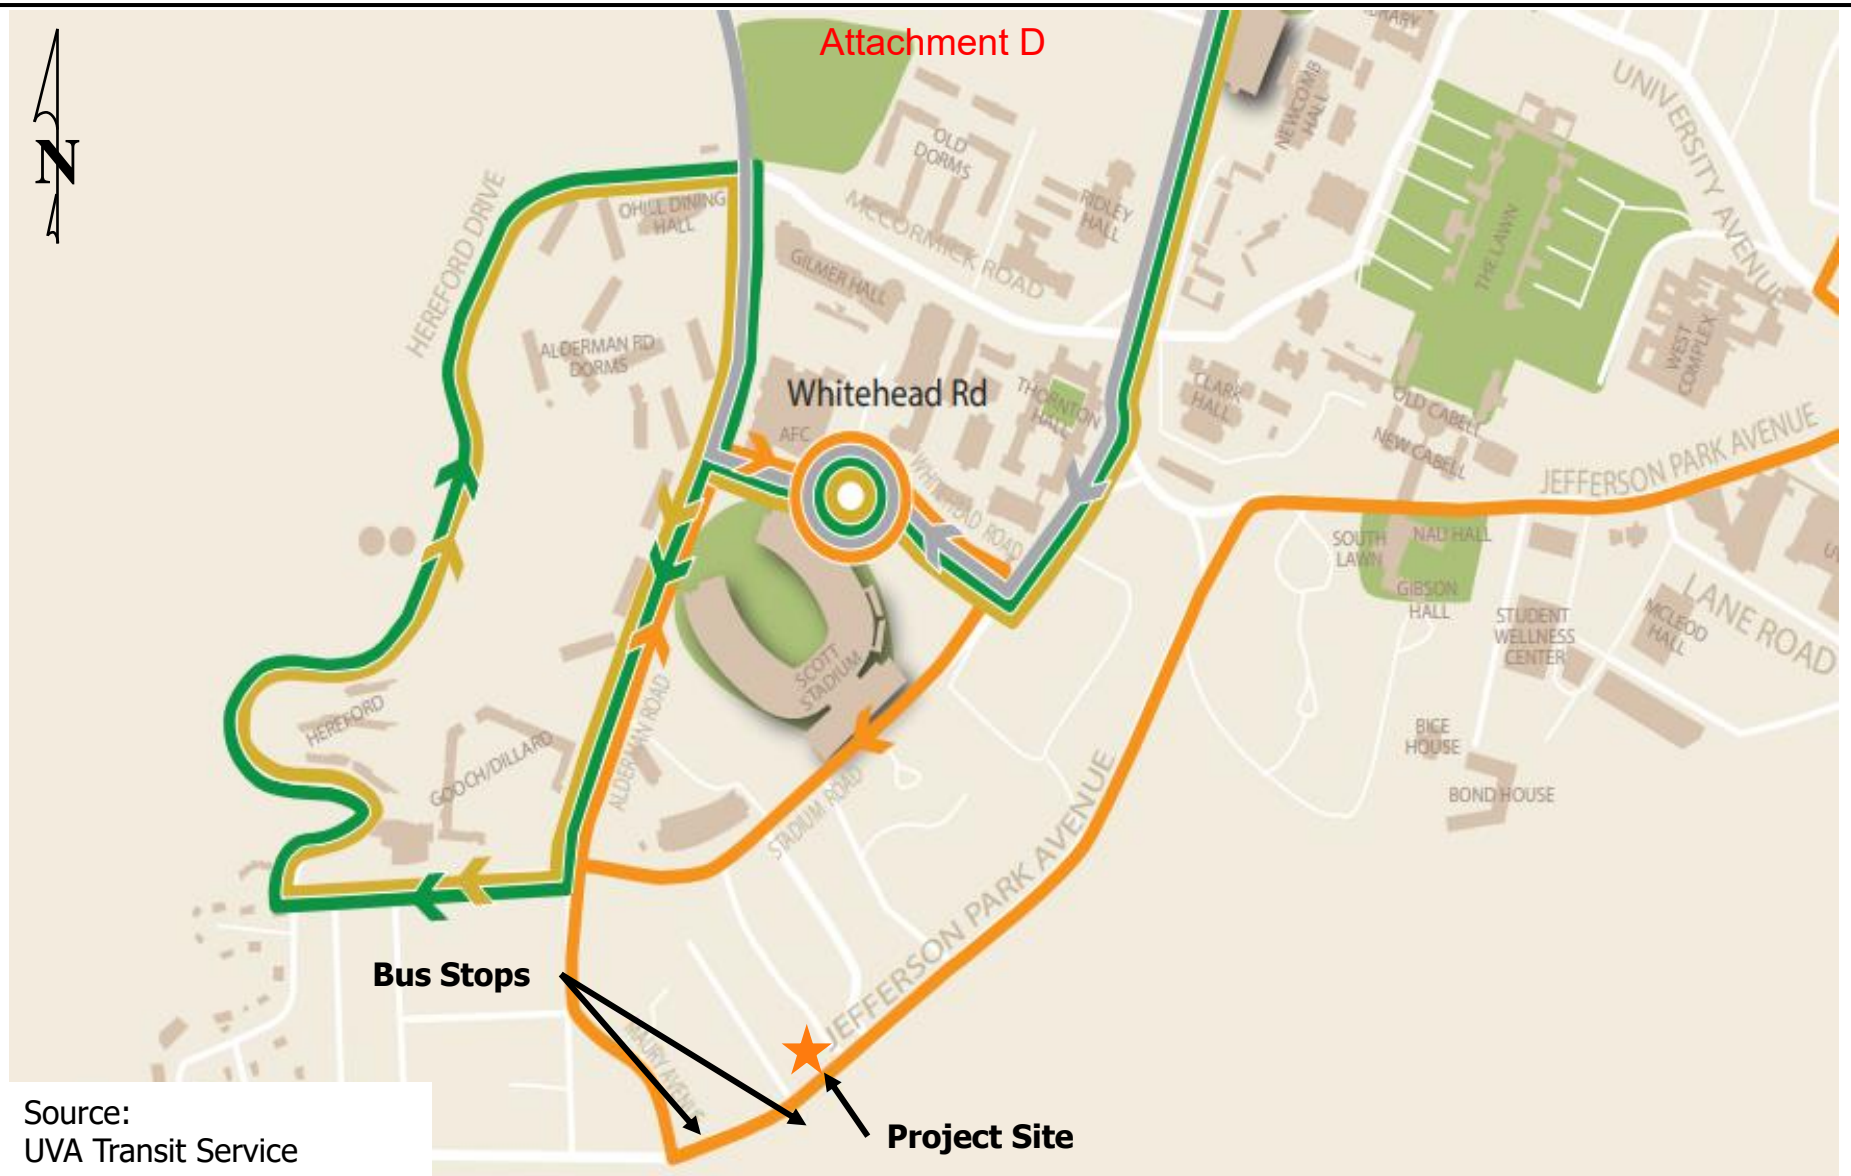 Attachment D
N
LIBRARY
NEWCOMB
HALL
UNIVERSITY AVENUE
OLD
DORMS
RIDLEY
HALL
MCCORMICK ROAD
THE LAWN
HEREFORD DRIVE
OHILL DINING
HALL
GILMER HALL
WEST
COMPLEX
ALDERMAN RD
DORMS
Whitehead Rd
THORNTON
HALL
CLARK
HALL
OLD CABELL
NEW CABELL
AFC
WHITEHEAD ROAD
JEFFERSON PARK AVENUE
SOUTH
LAWN
NAU HALL
GIBSON
HALL
STUDENT
WELLNESS
CENTER
MCLEOD
HALL
LANE ROAD
SCOTT
STADIUM
HEREFORD
GOOCH/DILLARD
ALDERMAN ROAD
STADIUM ROAD
BICE
HOUSE
BOND HOUSE
JEFFERSON PARK AVENUE
Bus Stops
MAURY AVENUE
Project Site
Source:
UVA Transit Service